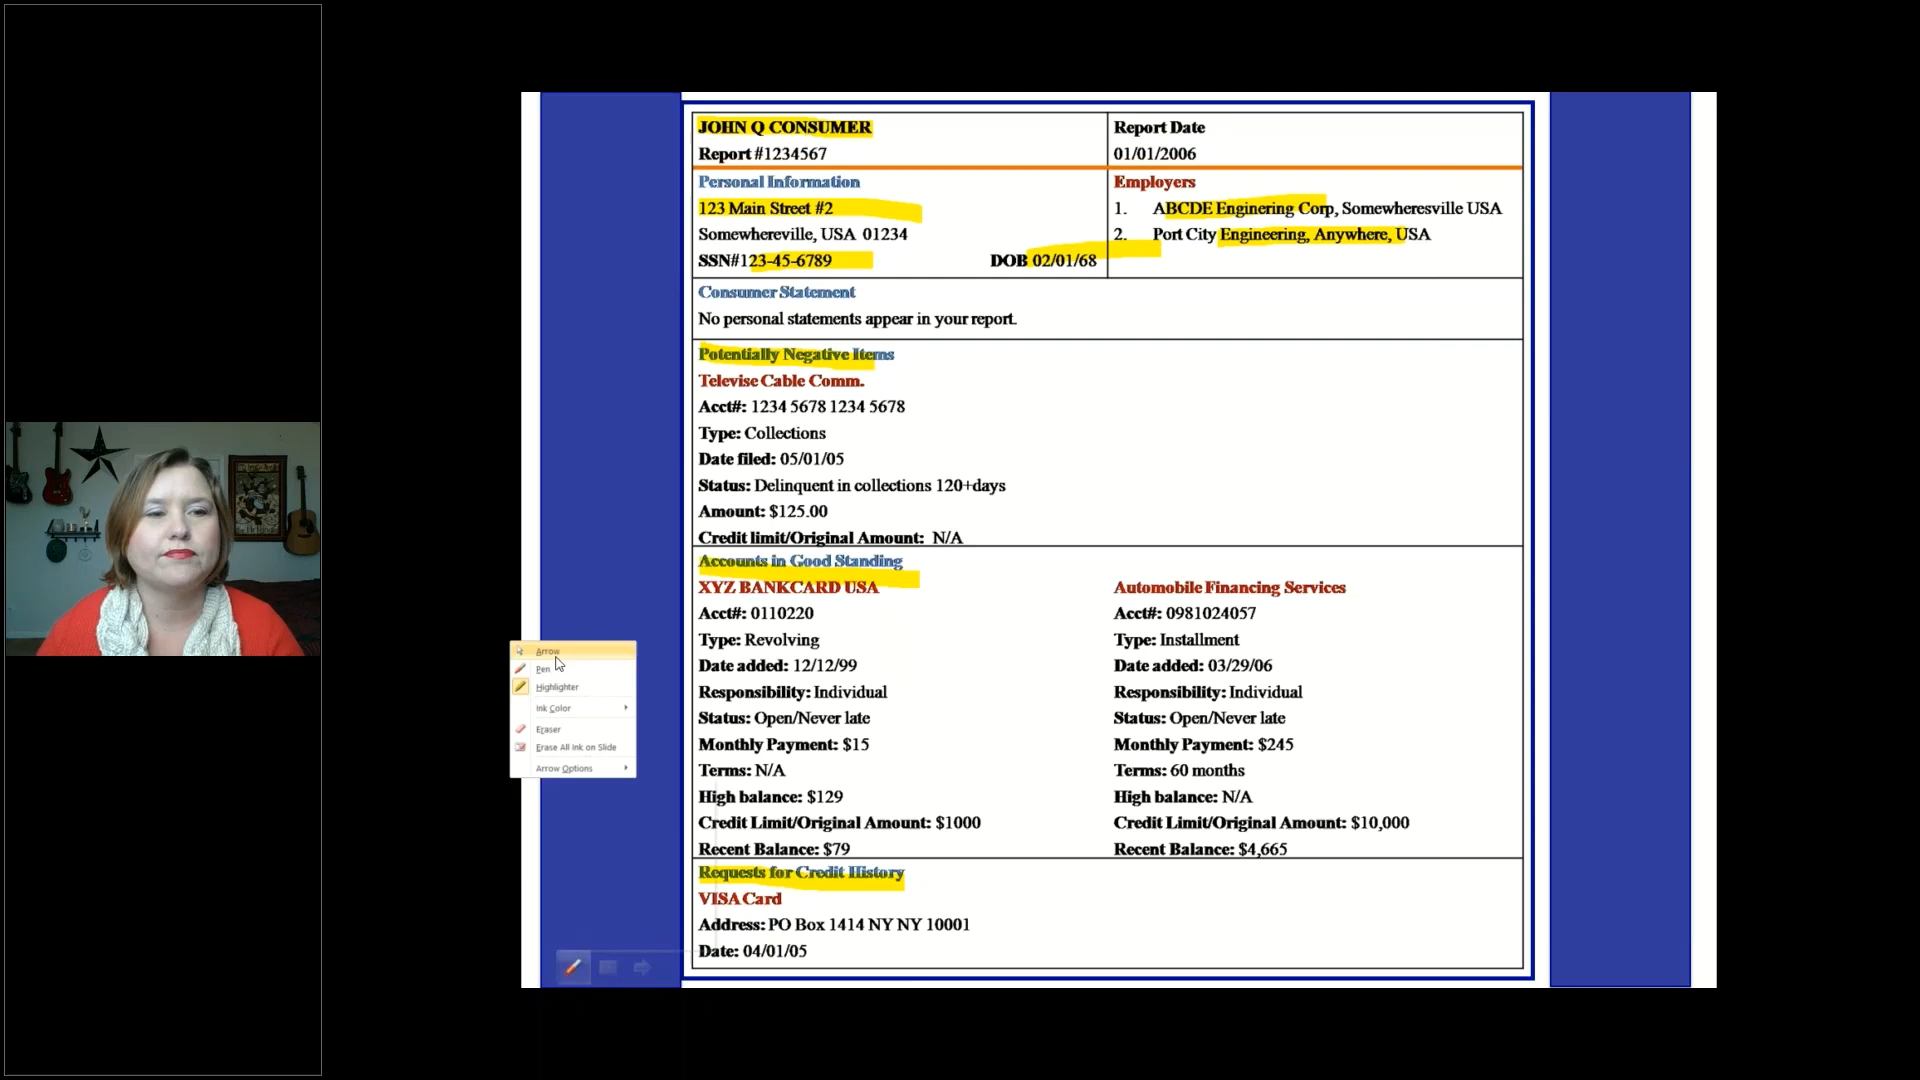 JOHN Q CONSUMER
Report #1234567
Report Date
01/01/2006
Personal Information
123 Main Street #2
Somewhereville, USA 01234
SSN#123-45-6789
DOB 02/01/68
Employers
1. ABCDE Enginering Corp, Somewheresville USA
2. Port City Engineering, Anywhere, USA
Consumer Statement
No personal statements appear in your report.
Potentially Negative Items
Televise Cable Comm.
Acct#: 1234 5678 1234 5678
Type: Collections
Date filed: 05/01/05
Status: Delinquent in collections 120+days
Amount: $125.00
Credit limit/Original Amount: N/A
Accounts in Good Standing
XYZ BANKCARD USA
Acct#: 0110220
Type: Revolving
Date added: 12/12/99
Responsibility: Individual
Status: Open/Never late
Monthly Payment: $15
Terms: N/A
High balance: $129
Credit Limit/Original Amount: $1000
Recent Balance: $79
Automobile Financing Services
Acct#: 0981024057
Type: Installment
Date added: 03/29/06
Responsibility: Individual
Status: Open/Never late
Monthly Payment: $245
Terms: 60 months
High balance: N/A
Credit Limit/Original Amount: $10,000
Recent Balance: $4,665
Requests for Credit History
VISA Card
Address: PO Box 1414 NY NY 10001
Date: 04/01/05
Arrow
Pen
Highlighter
Ink Color
Eraser
Erase All Ink on Slide
Arrow Options